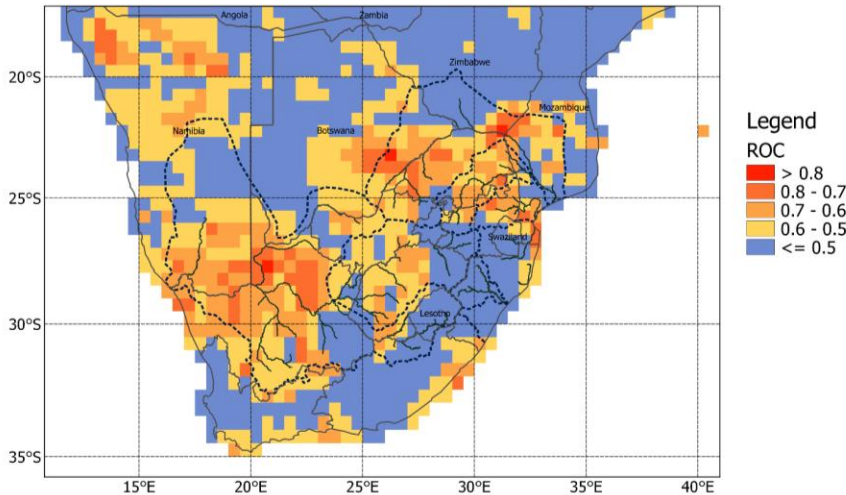 Angola
Zambia
20°S
Zimbabwe
Mozambique
Namibia
Botswana
25°S
Swaziland
30°S
Lesotho
35°S
15°E
20°E
25°E
30°E
35°E
40°E
Legend
ROC
> 0.8
0.8 - 0.7
0.7 - 0.6
0.6 - 0.5
<= 0.5